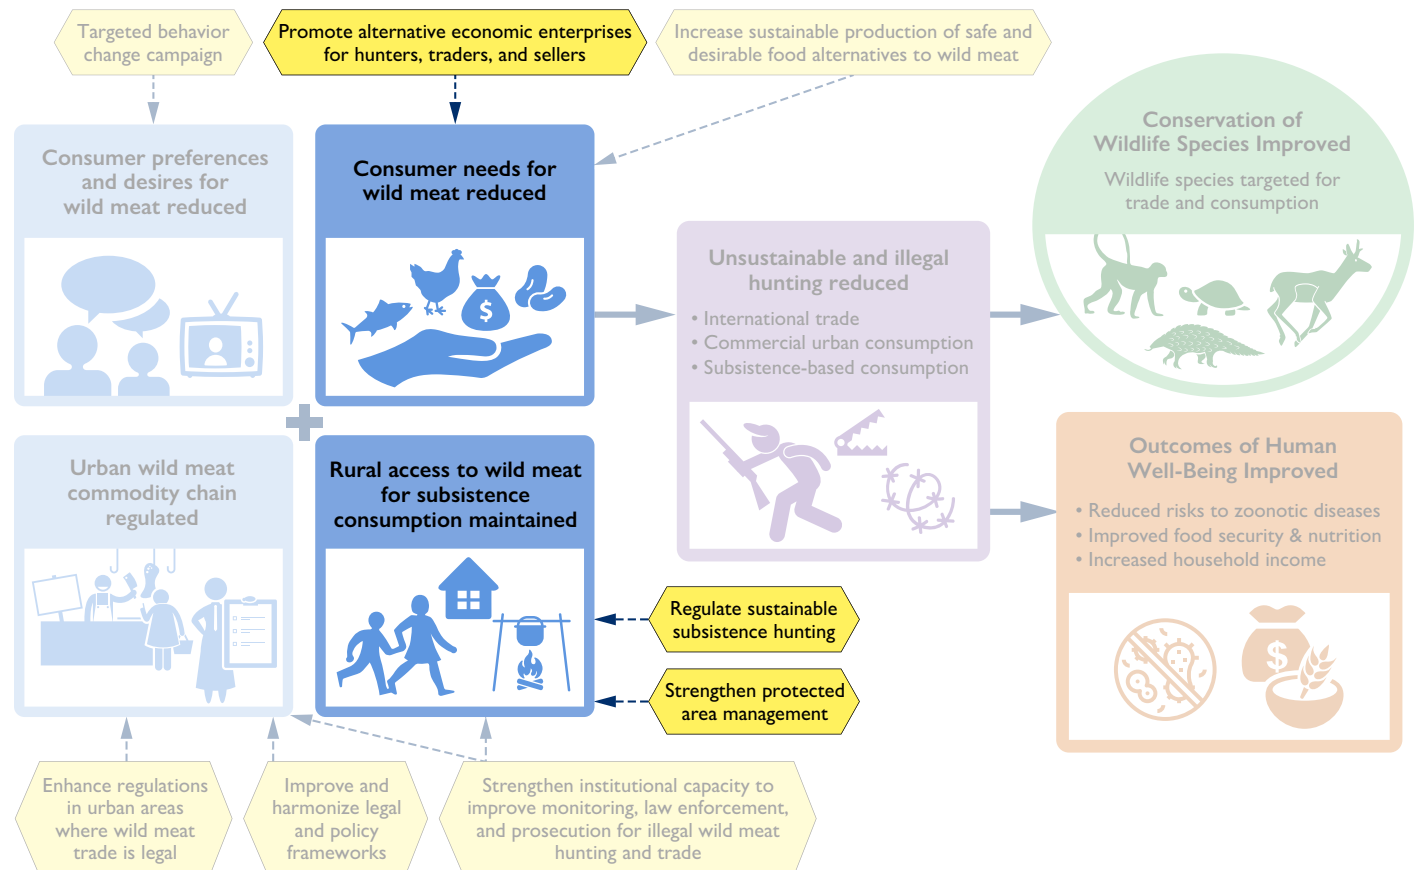 Targeted behavior
change campaign
Promote alternative economic enterprises
for hunters, traders, and sellers
Increase sustainable production of safe and
desirable food alternatives to wild meat
Consumer preferences
and desires for
wild meat reduced
Consumer needs for
wild meat reduced
$
Urban wild meat
commodity chain
regulated
Rural access to wild meat
for subsistence
consumption maintained
Unsustainable and illegal
hunting reduced
• International trade
• Commercial urban consumption
• Subsistence-based consumption
Conservation of
Wildlife Species Improved
Wildlife species targeted for
trade and consumption
Outcomes of Human
Well-Being Improved
• Reduced risks to zoonotic diseases
• Improved food security & nutrition
• Increased household income
$
Regulate sustainable
subsistence hunting
Strengthen protected
area management
Enhance regulations
in urban areas
where wild meat
trade is legal
Improve and
harmonize legal
and policy
frameworks
Strengthen institutional capacity to
improve monitoring, law enforcement,
and prosecution for illegal wild meat
hunting and trade